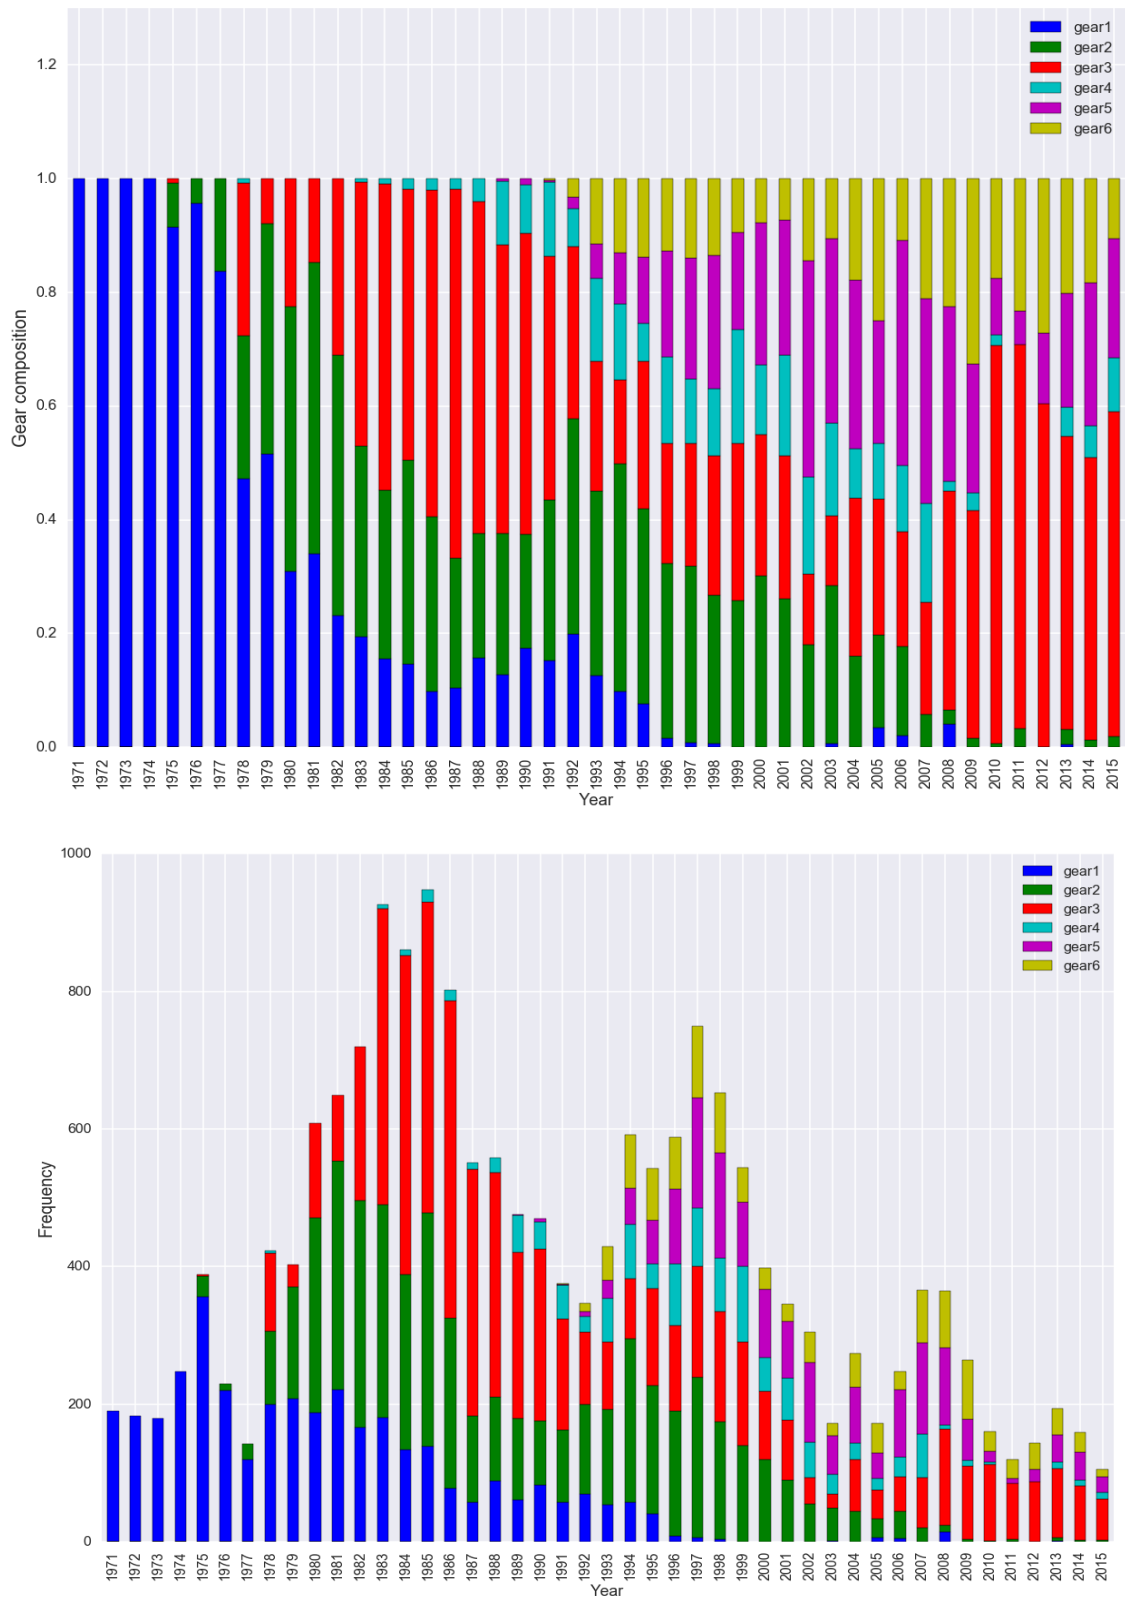 gear1
gear2
gear3
gear4
gear5
gear6
1.2
1.0
0.8
0.6
0.4
0.2
0.0
Gear composition
1971 1972 1973 1974 1975 1976 1977 1978 1979 1980 1981 1982 1983 1984 1985 1986 1987 1988 1989 1990 1991 1992 1993 1994 1995 1996 1997 1998 1999 2000 2001 2002 2003 2004 2005 2006 2007 2008 2009 2010 2011 2012 2013 2014 2015
Year
1000
gear1
gear2
gear3
gear4
gear5
gear6
800
600
400
200
0
Frequency
1971 1972 1973 1974 1975 1976 1977 1978 1979 1980 1981 1982 1983 1984 1985 1986 1987 1988 1989 1990 1991 1992 1993 1994 1995 1996 1997 1998 1999 2000 2001 2002 2003 2004 2005 2006 2007 2008 2009 2010 2011 2012 2013 2014 2015
Year